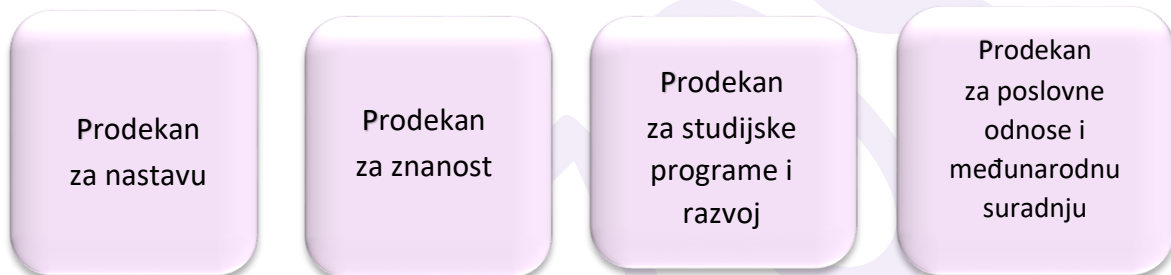 Prodekan
za nastavu
Prodekan
za znanost
Prodekan
za studijske
programe i
razvoj
Prodekan
za poslovne
odnose i
međunarodnu
suradnju